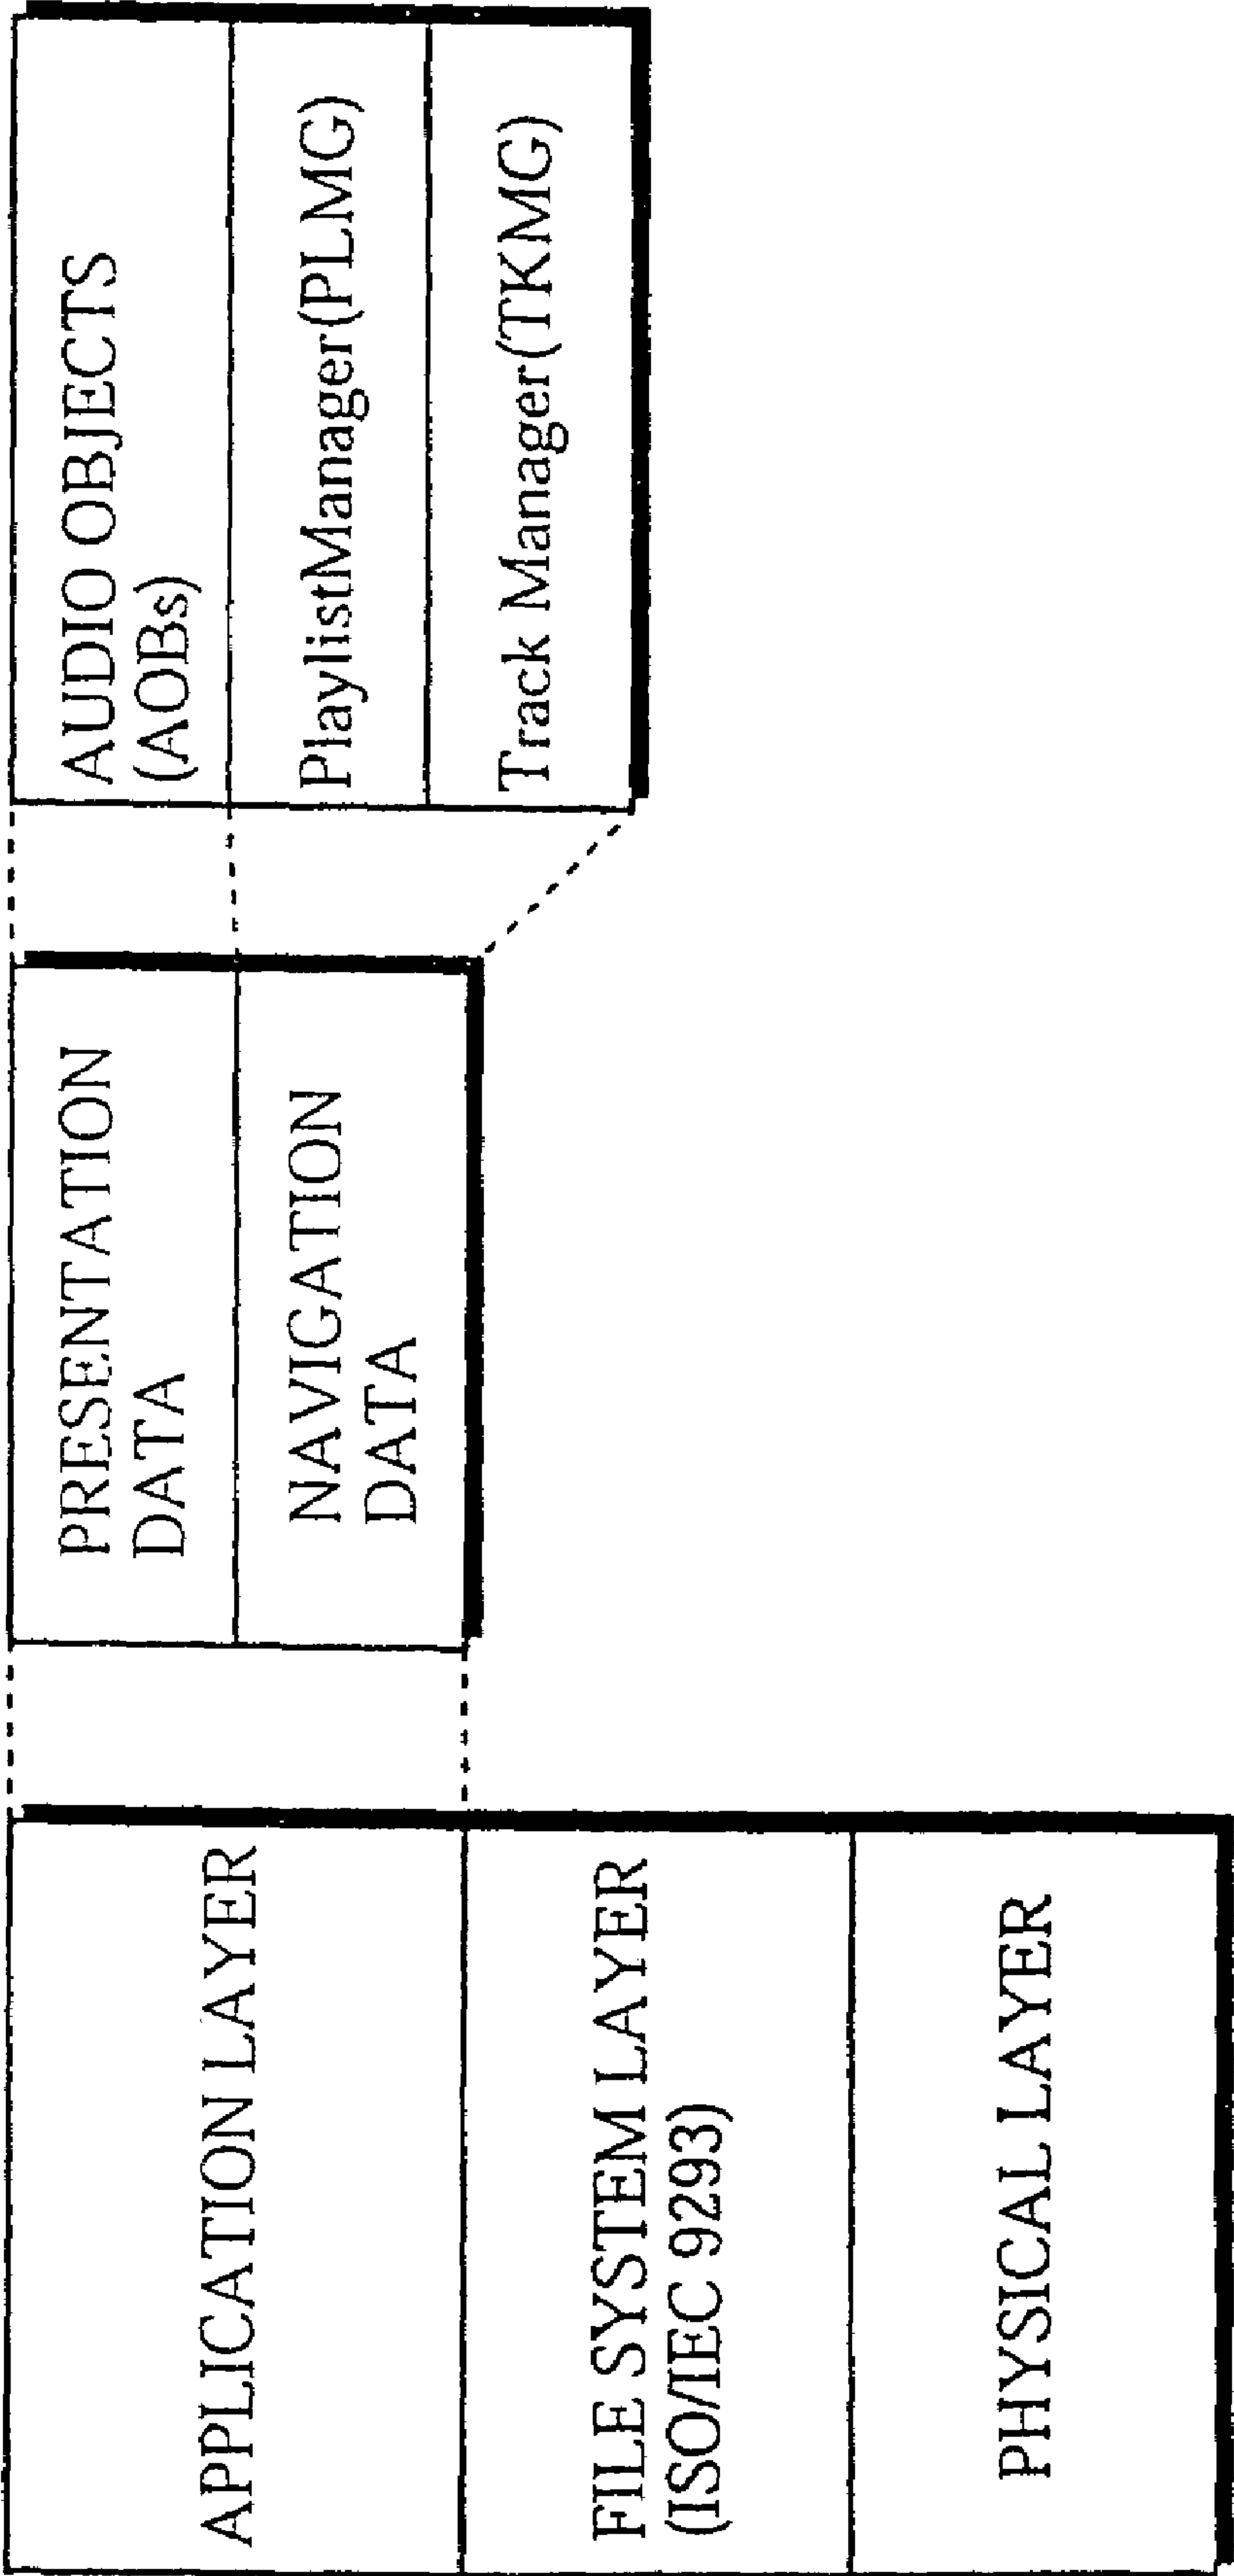 APPLICATION LAYER
FILE SYSTEM LAYER
(ISO/IEC 9293)
PHYSICAL LAYER
PRESENTATION
DATA
NAVIGATION
DATA
AUDIO OBJECTS
(AOBs)
PlaylistManager(PLMG)
Track Manager(TKMG)